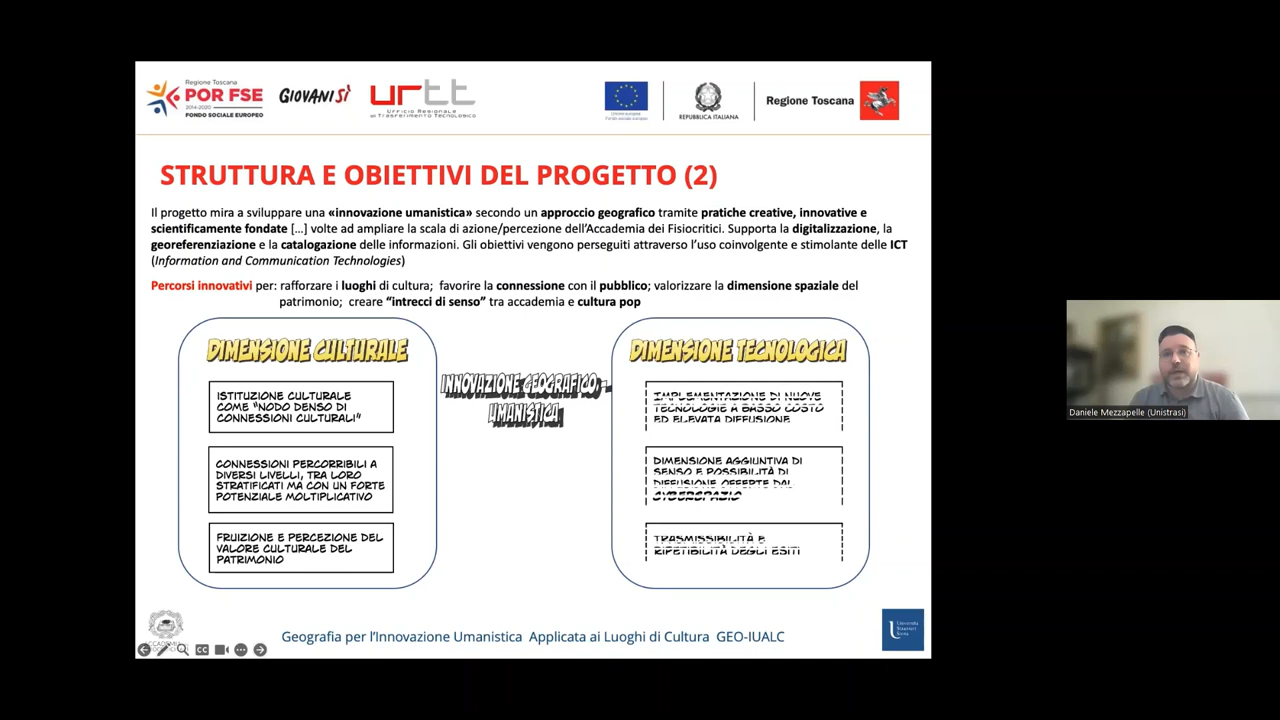 Regione Toscana
POR FSE
2014-2020
FONDO SOCIALE EUROPEO
GIOVANISÌ
urtt
Ufficio Regionale
di Trasferimento Tecnologico
Unione europea
Fondo sociale europeo
REPUBBLICA ITALIANA
Regione Toscana
STRUTTURA E OBIETTIVI DEL PROGETTO (2)
Il progetto mira a sviluppare una «innovazione umanistica» secondo un approccio geografico tramite pratiche creative, innovative e
scientificamente fondate [...] volte ad ampliare la scala di azione/percezione dell'Accademia dei Fisiocritici. Supporta la digitalizzazione, la
georeferenziazione e la catalogazione delle informazioni. Gli obiettivi vengono perseguiti attraverso l'uso coinvolgente e stimolante delle ICT
(Information and Communication Technologies)
Percorsi innovativi per: rafforzare i luoghi di cultura; favorire la connessione con il pubblico; valorizzare la dimensione spaziale del
patrimonio; creare "intrecci di senso" tra accademia e cultura pop
DIMENSIONE CULTURALE
ISTITUZIONE CULTURALE
COME "NODO DENSO DI
CONNESSIONI CULTURALI"
CONNESSIONI PERCORRIBILI A
DIVERSI LIVELLI, TRA LORO
STRATIFICATI MA CON UN FORTE
POTENZIALE MOLTIPLICATIVO
FRUIZIONE E PERCEZIONE DEL
VALORE CULTURALE DEL
PATRIMONIO
INNOVAZIONE GEOGRAFICO-
UMANISTICA
DIMENSIONE TECNOLOGICA
IMPLEMENTAZIONE DI NUOVE
TECNOLOGIE A BASSO COSTO
ED ELEVATA DIFFUSIONE
DIMENSIONE AGGIUNTIVA DI
SENSO E POSSIBILITÀ DI
DIFFUSIONE OFFERTE DAL
CYBERSPAZIO
TRASMISSIBILITÀ E
RIPETIBILITÀ DEGLI ESITI
Daniele Mezzapelle (Unistrasi)
Geografia per l'Innovazione Umanistica Applicata ai Luoghi di Cultura GEO-IUALC
Università
Stranieri
Siena
CC